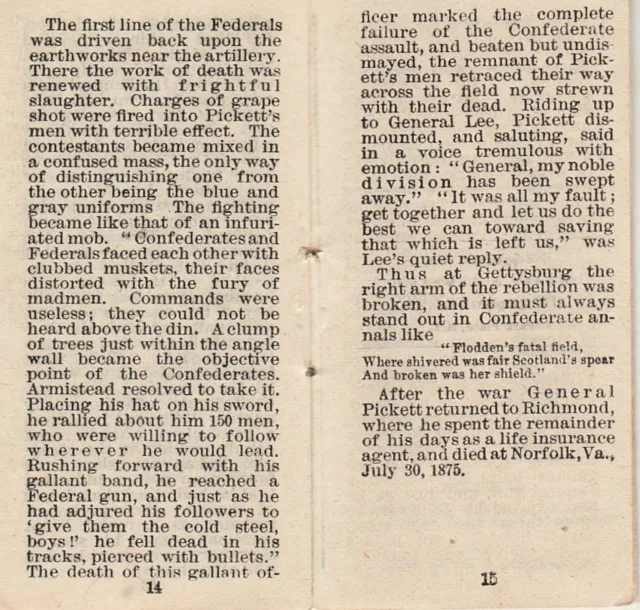 The first line of the Federals
was driven back upon the
earthworks near the artillery.
There the work of death was
renewed with frightful
slaughter. Charges of grape
shot were fired into Pickett's
men with terrible effect. The
contestants became mixed in
a confused mass, the only way
of distinguishing one from
the other being the blue and
gray uniforms The fighting
became like that of an infuri-
ated mob. "Confederates and
Federals faced each other with
clubbed muskets, their faces
distorted with the fury of
madmen. Commands were
useless; they could not be
heard above the din. A clump
of trees just within the angle
wall became the objective
point of the Confederates.
Armistead resolved to take it.
Placing his hat on his sword,
he rallied about him 150 men,
who were willing to follow
wherever he would lead.
Rushing forward with his
gallant band, he reached a
Federal gun, and just as he
had adjured his followers to
'give them the cold steel,
boys!' he fell dead in his
tracks, pierced with bullets."
The death of this gallant of-
14
ficer marked the complete
failure of the Confederate
assault, and beaten but undis-
mayed, the remnant of Pick-
ett's men retraced their way
across the field now strewn
with their dead. Riding up
to General Lee, Pickett dis-
mounted, and saluting, said
in a voice tremulous with
emotion: "General, my noble
division has been swept
away." "It was all my fault;
get together and let us do the
best we can toward saving
that which is left us," was
Lee's quiet reply.
Thus at Gettysburg the
right arm of the rebellion was
broken, and it must always
stand out in Confederate an-
nals like
"Flodden's fatal field,
Where shivered was fair Scotland's spear
And broken was her shield."
After the war General
Pickett returned to Richmond,
where he spent the remainder
of his days as a life insurance
agent, and died at Norfolk, Va.,
July 30, 1875.
15